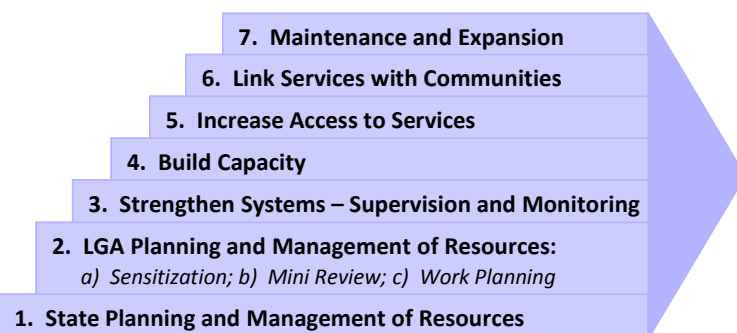 7. Maintenance and Expansion
6. Link Services with Communities
5. Increase Access to Services
4. Build Capacity
3. Strengthen Systems – Supervision and Monitoring
2. LGA Planning and Management of Resources:
a) Sensitization; b) Mini Review; c) Work Planning
1. State Planning and Management of Resources